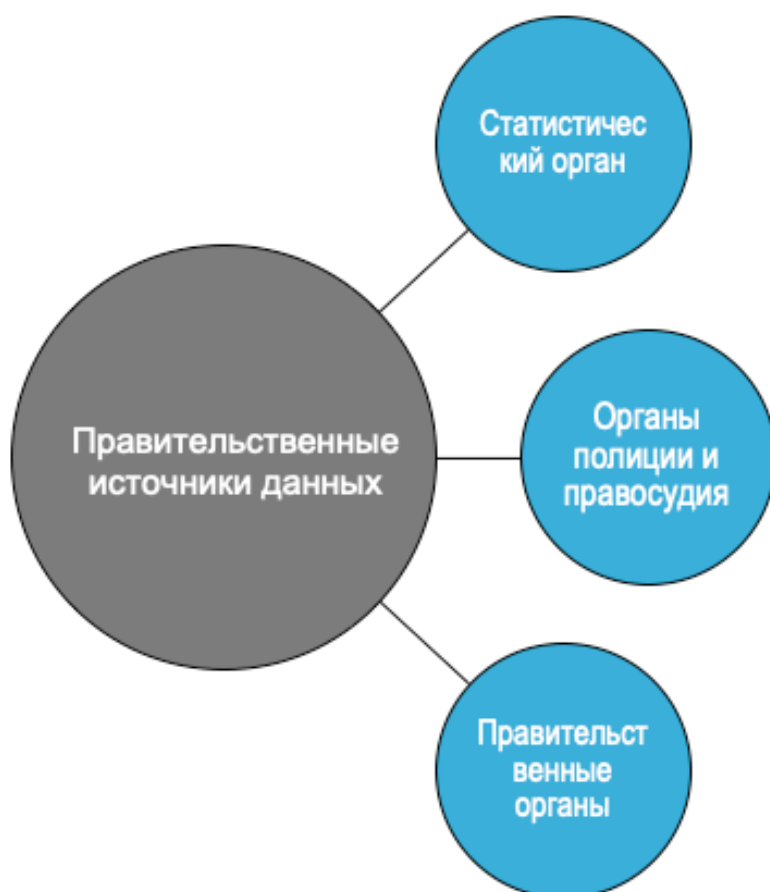 Статистичес
кий орган
Правительственные
источники данных
Органы
полиции и
правосудия
Правительст
венные
органы